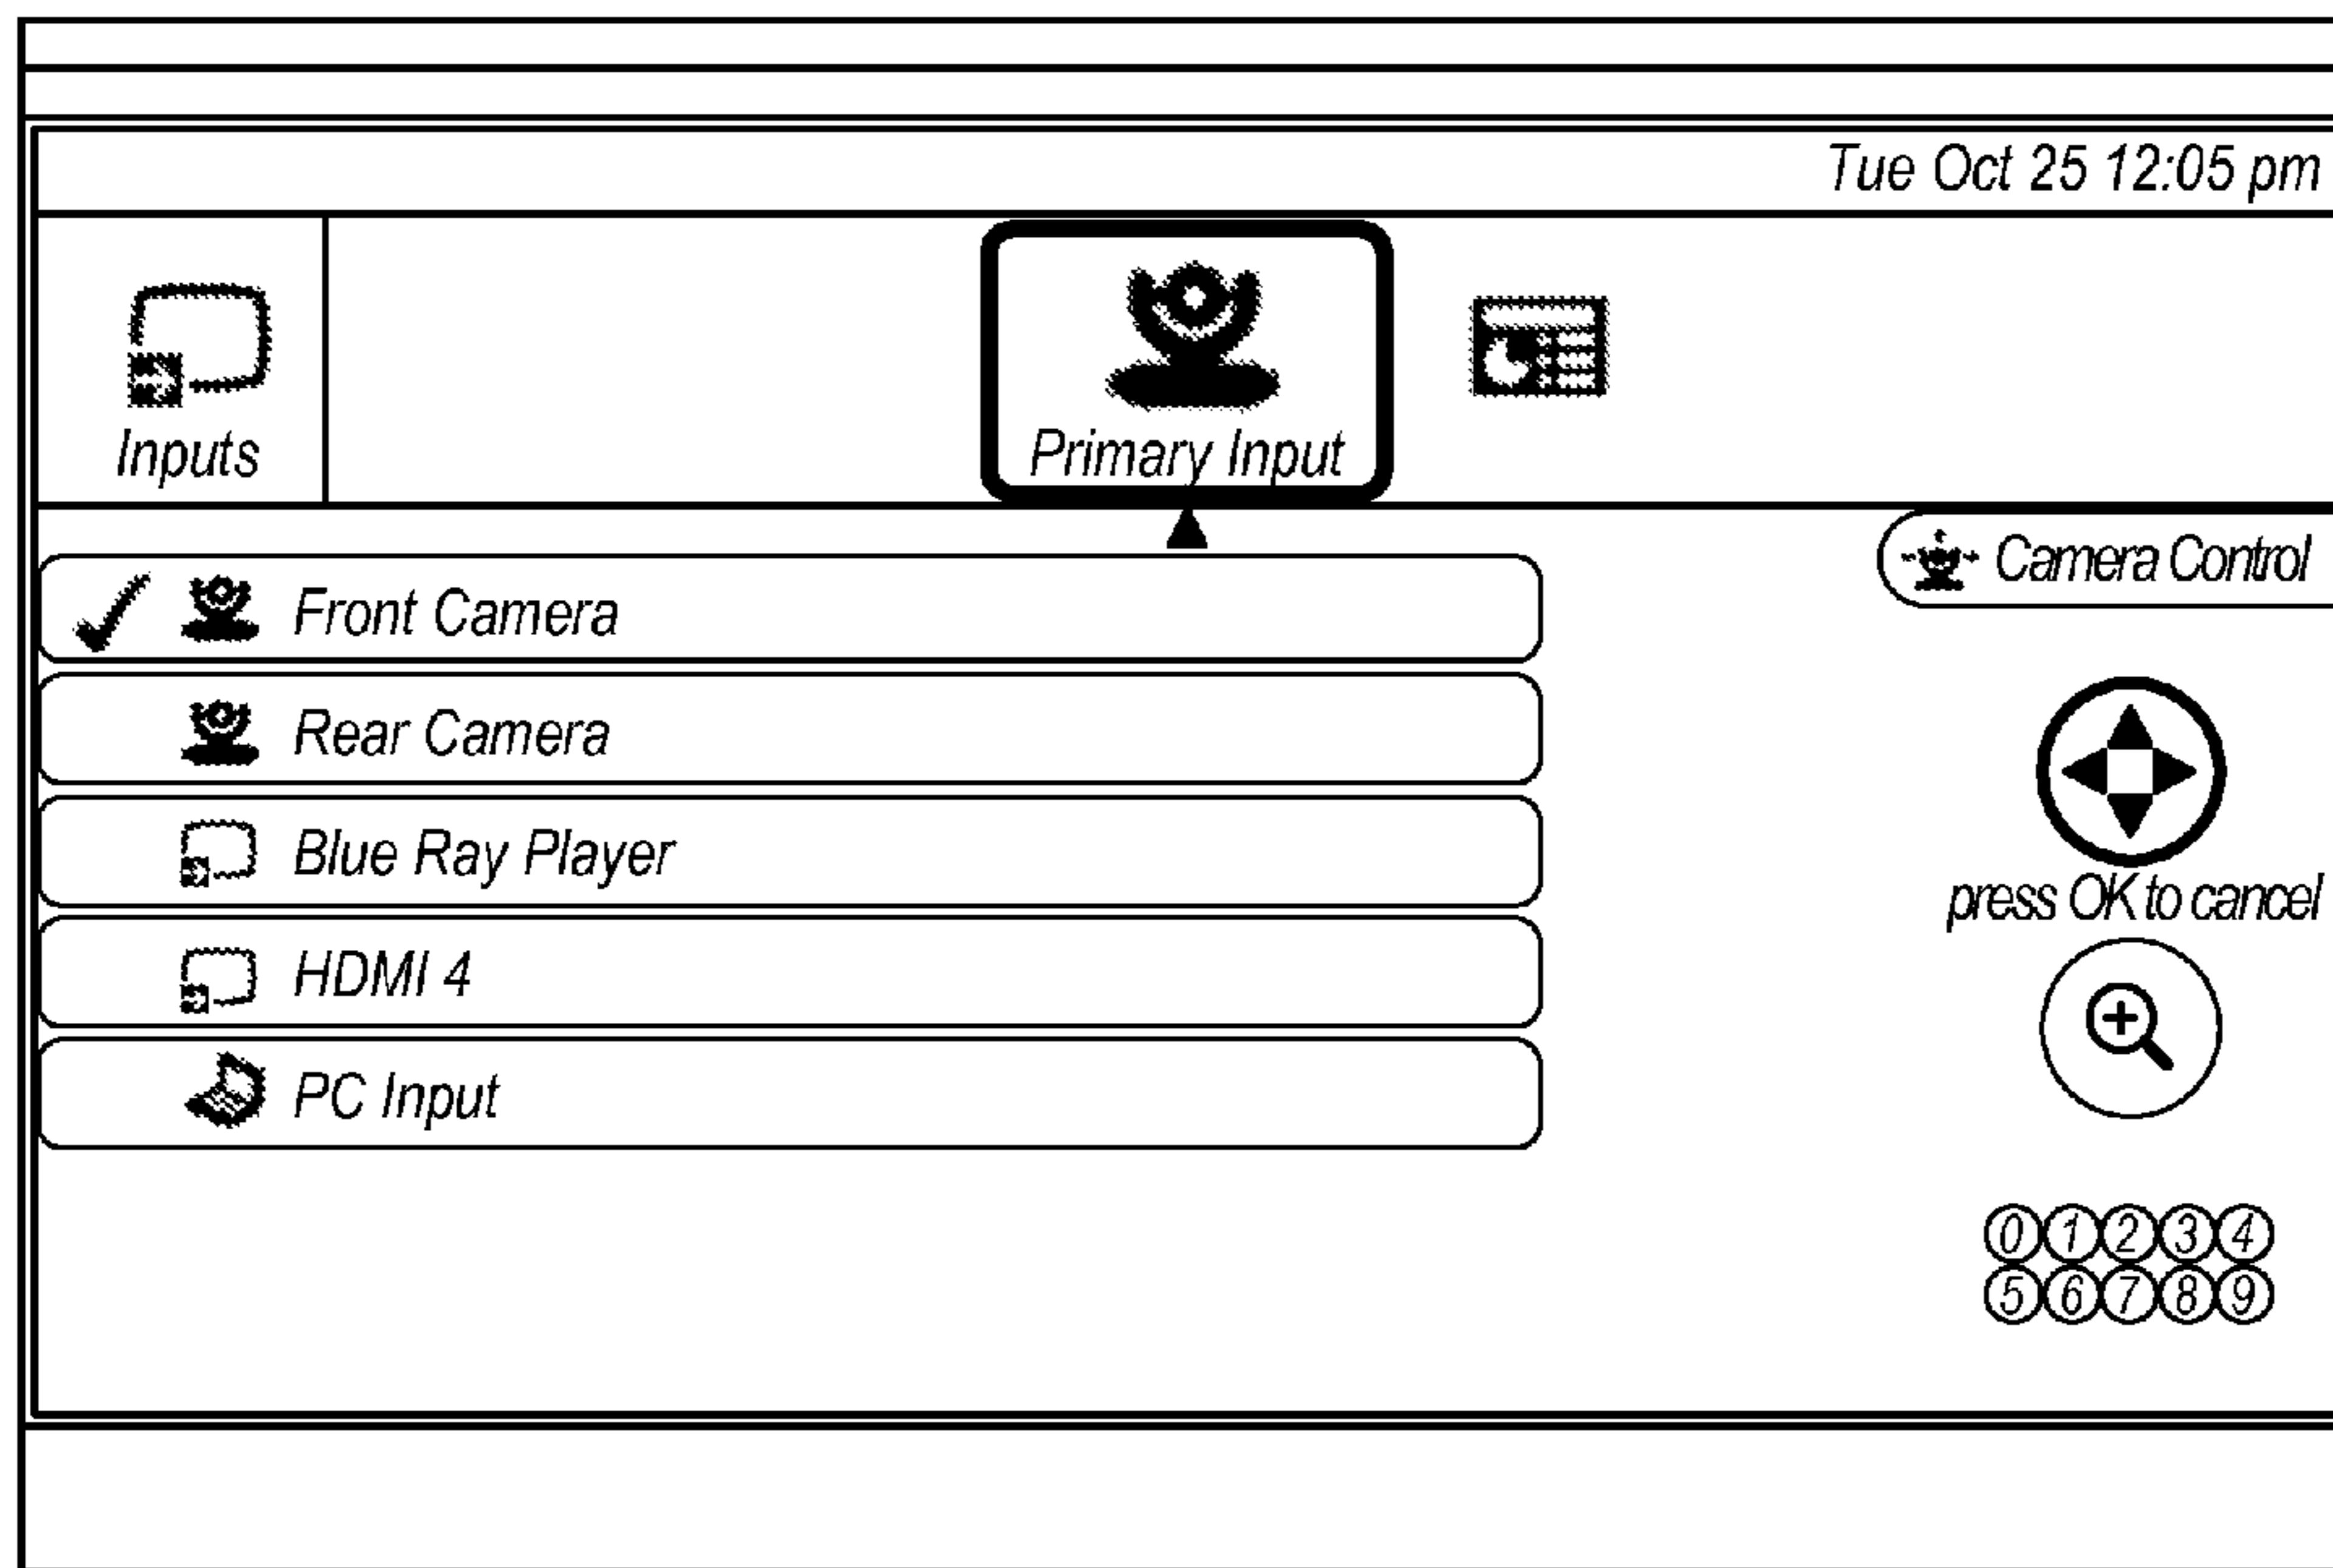 Tue Oct 25 12:05 pm
Inputs
Primary Input
Camera Control
Front Camera
Rear Camera
Blue Ray Player
HDMI 4
PC Input
press OK to cancel
0 1 2 3 4
5 6 7 8 9